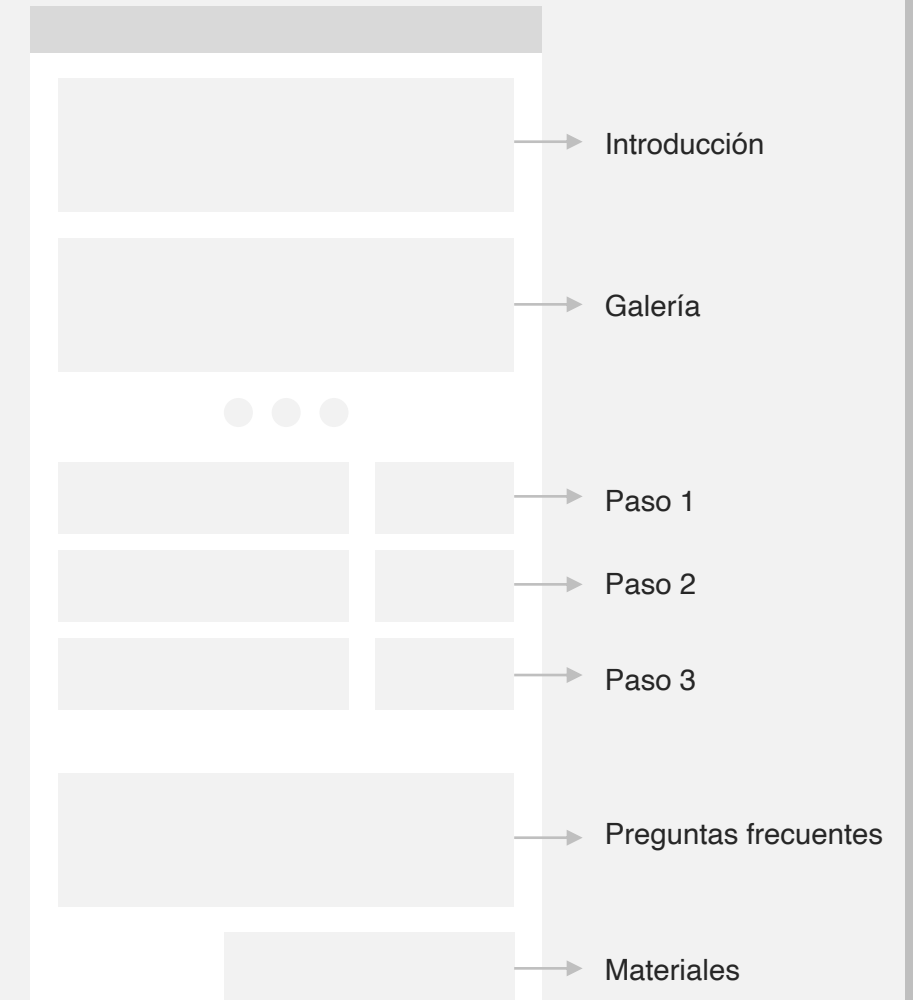 Introducción
Galería
Paso 1
Paso 2
Paso 3
Preguntas frecuentes
Materiales